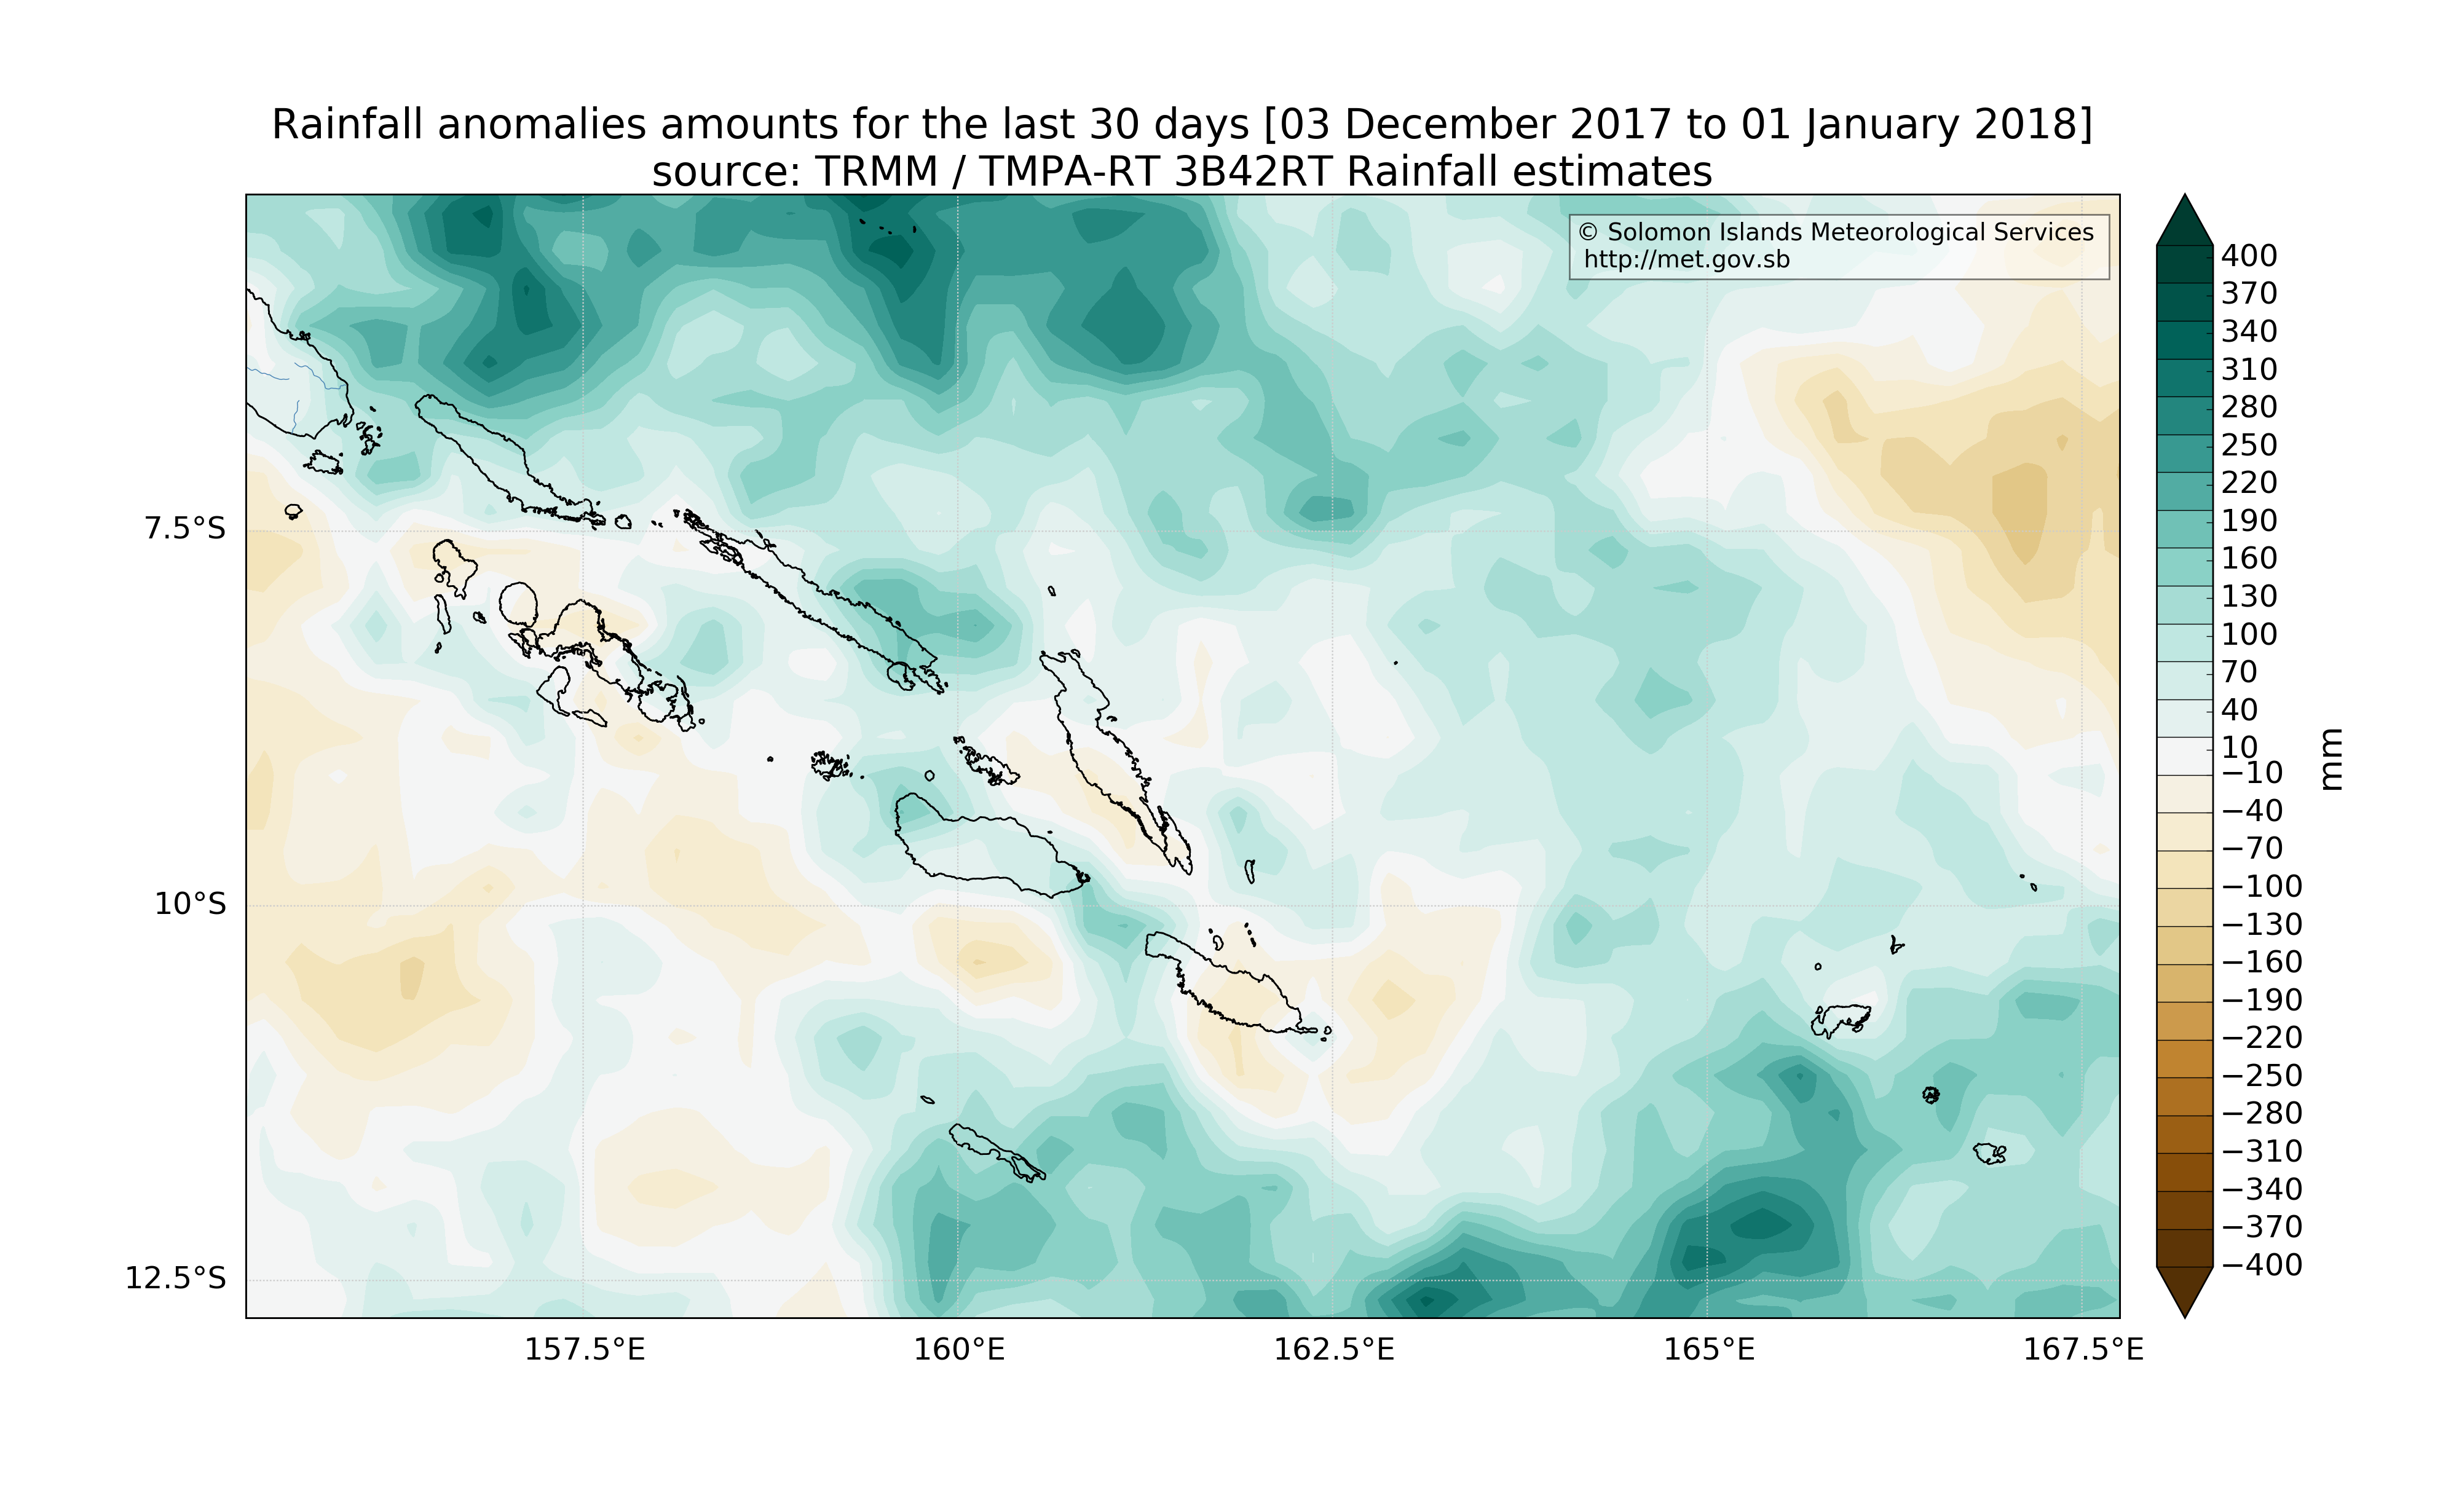 Rainfall anomalies amounts for the last 30 days [03 December 2017 to 01 January 2018]
source: TRMM / TMPA-RT 3B42RT Rainfall estimates
© Solomon Islands Meteorological Services
http://met.gov.sb
7.5°S
10°S
12.5°S
157.5°E
160°E
162.5°E
165°E
167.5°E
400
370
340
310
280
250
220
190
160
130
100
70
40
10
−10
−40
−70
−100
−130
−160
−190
−220
−250
−280
−310
−340
−370
−400
mm